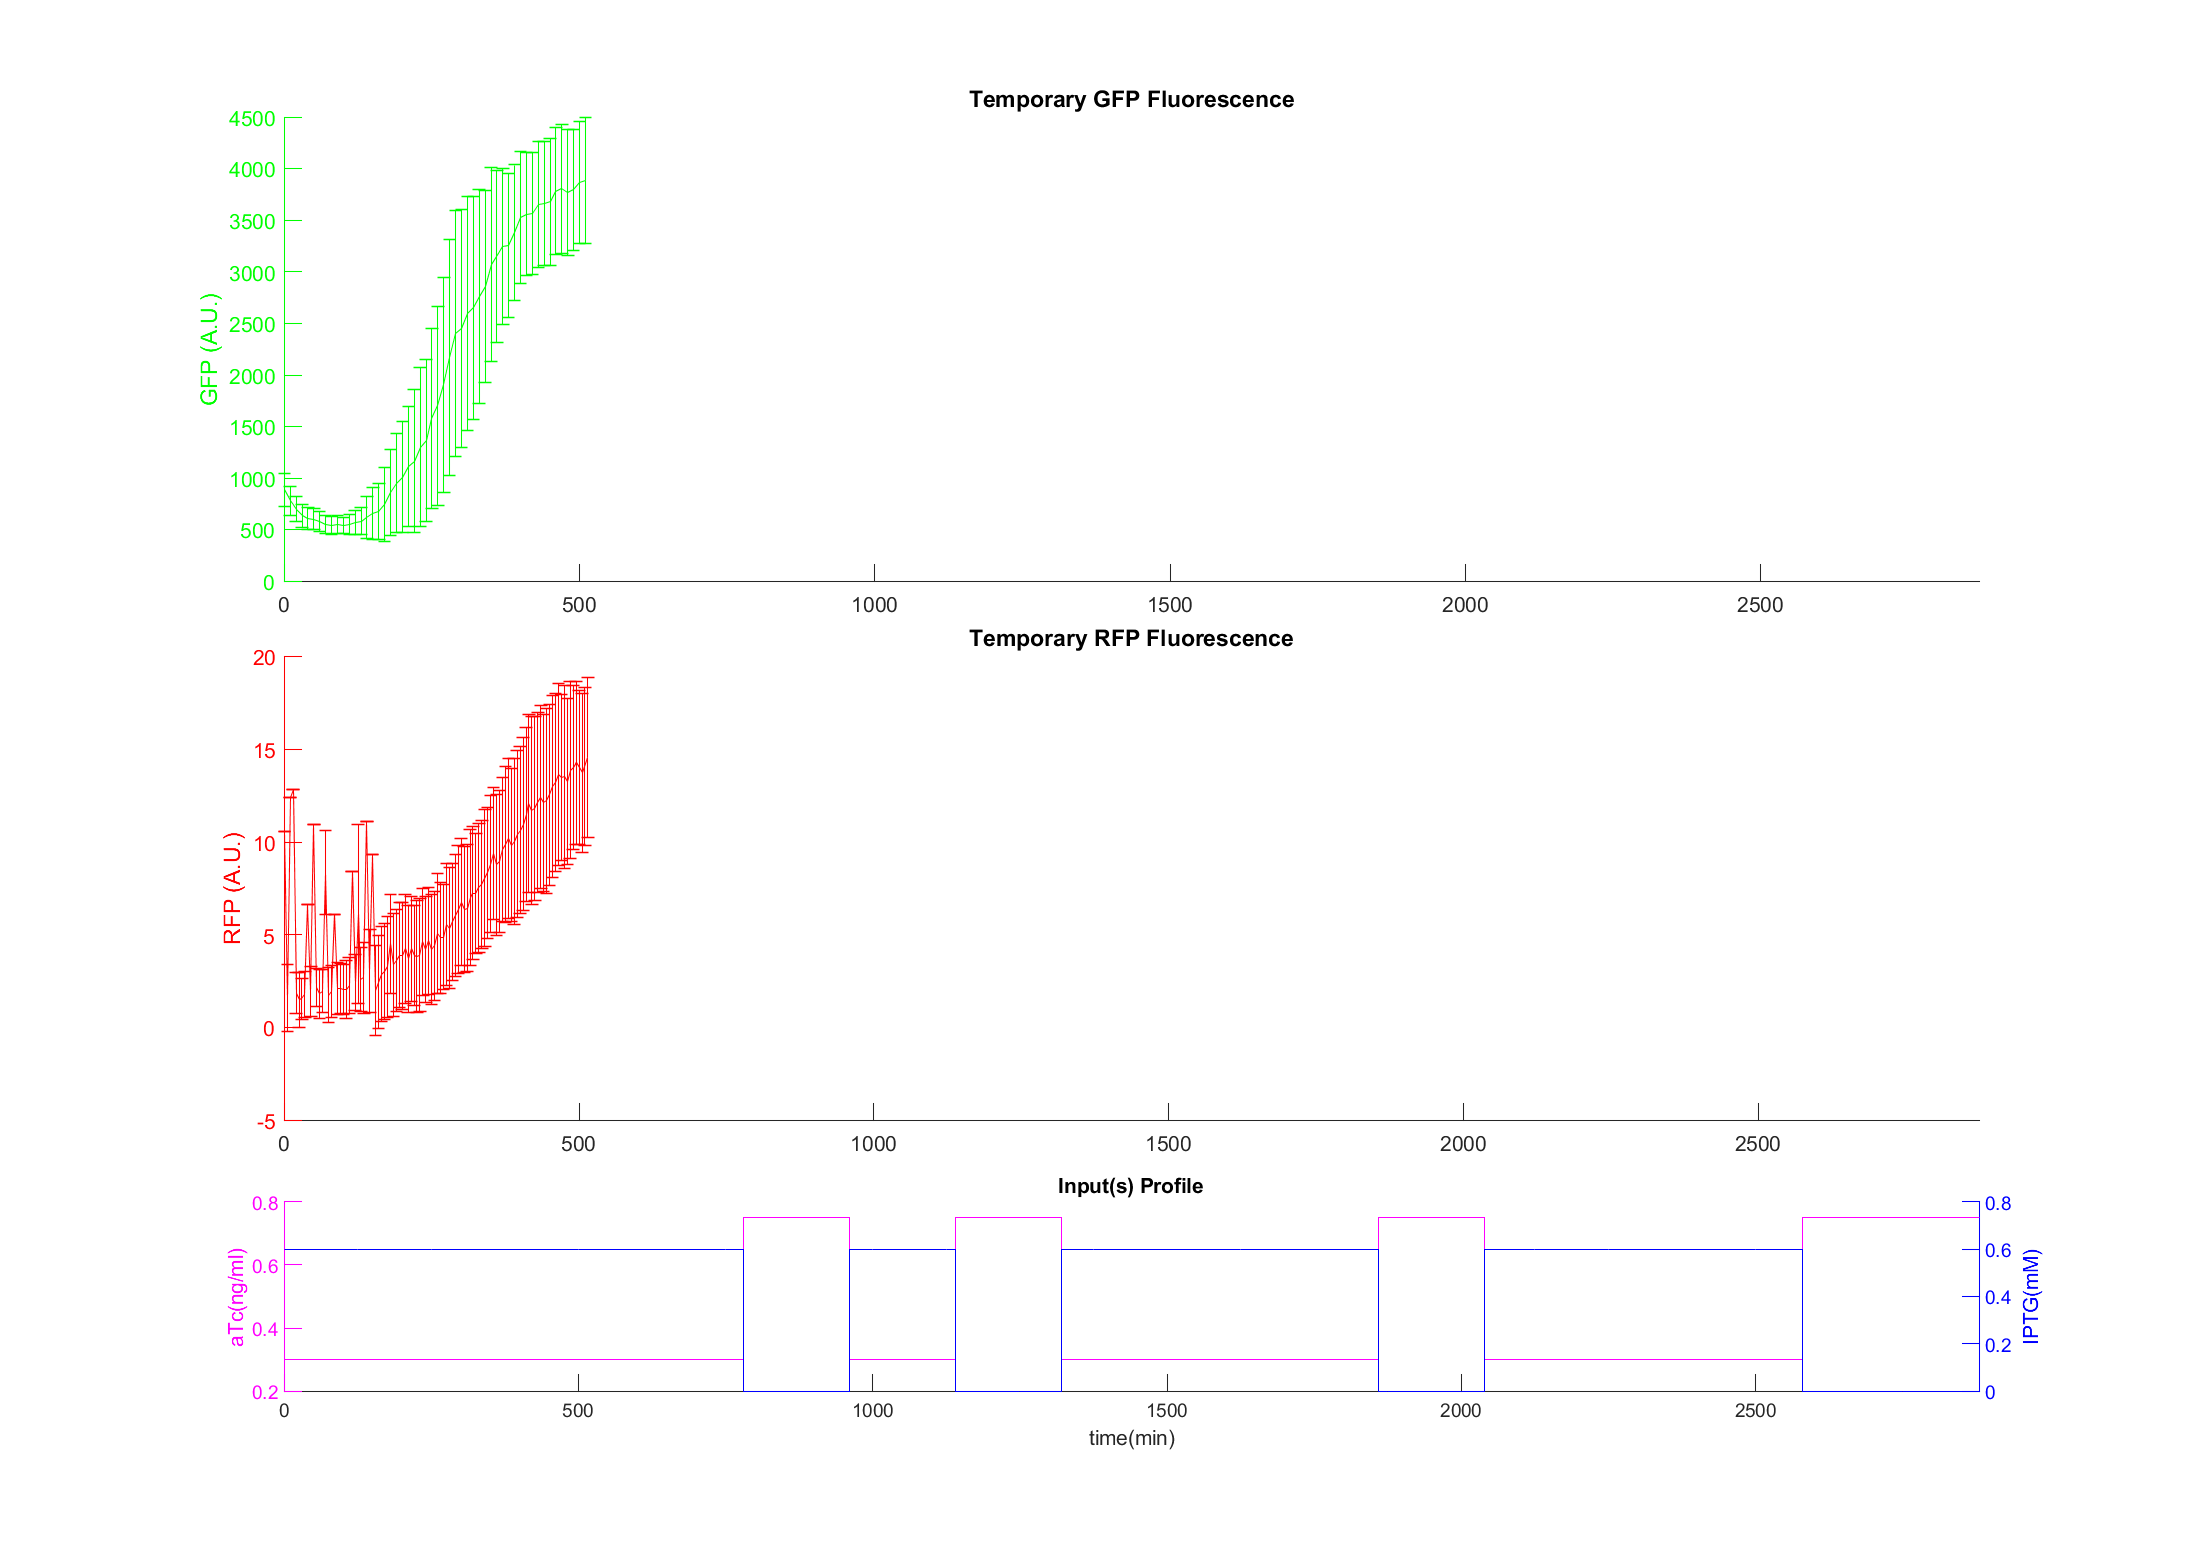 Temporary GFP Fluorescence
4500
4000
3500
3000
2500
2000
1500
1000
500
0
GFP (A.U.)
0 500 1000 1500 2000 2500
Temporary RFP Fluorescence
20
15
10
5
0
-5
RFP (A.U.)
0 500 1000 1500 2000 2500
Input(s) Profile
0.8
0.6
0.4
0.2
aTc(ng/ml)
0.8
0.6
0.4
0.2
0
IPTG(mM)
0 500 1000 1500 2000 2500
time(min)